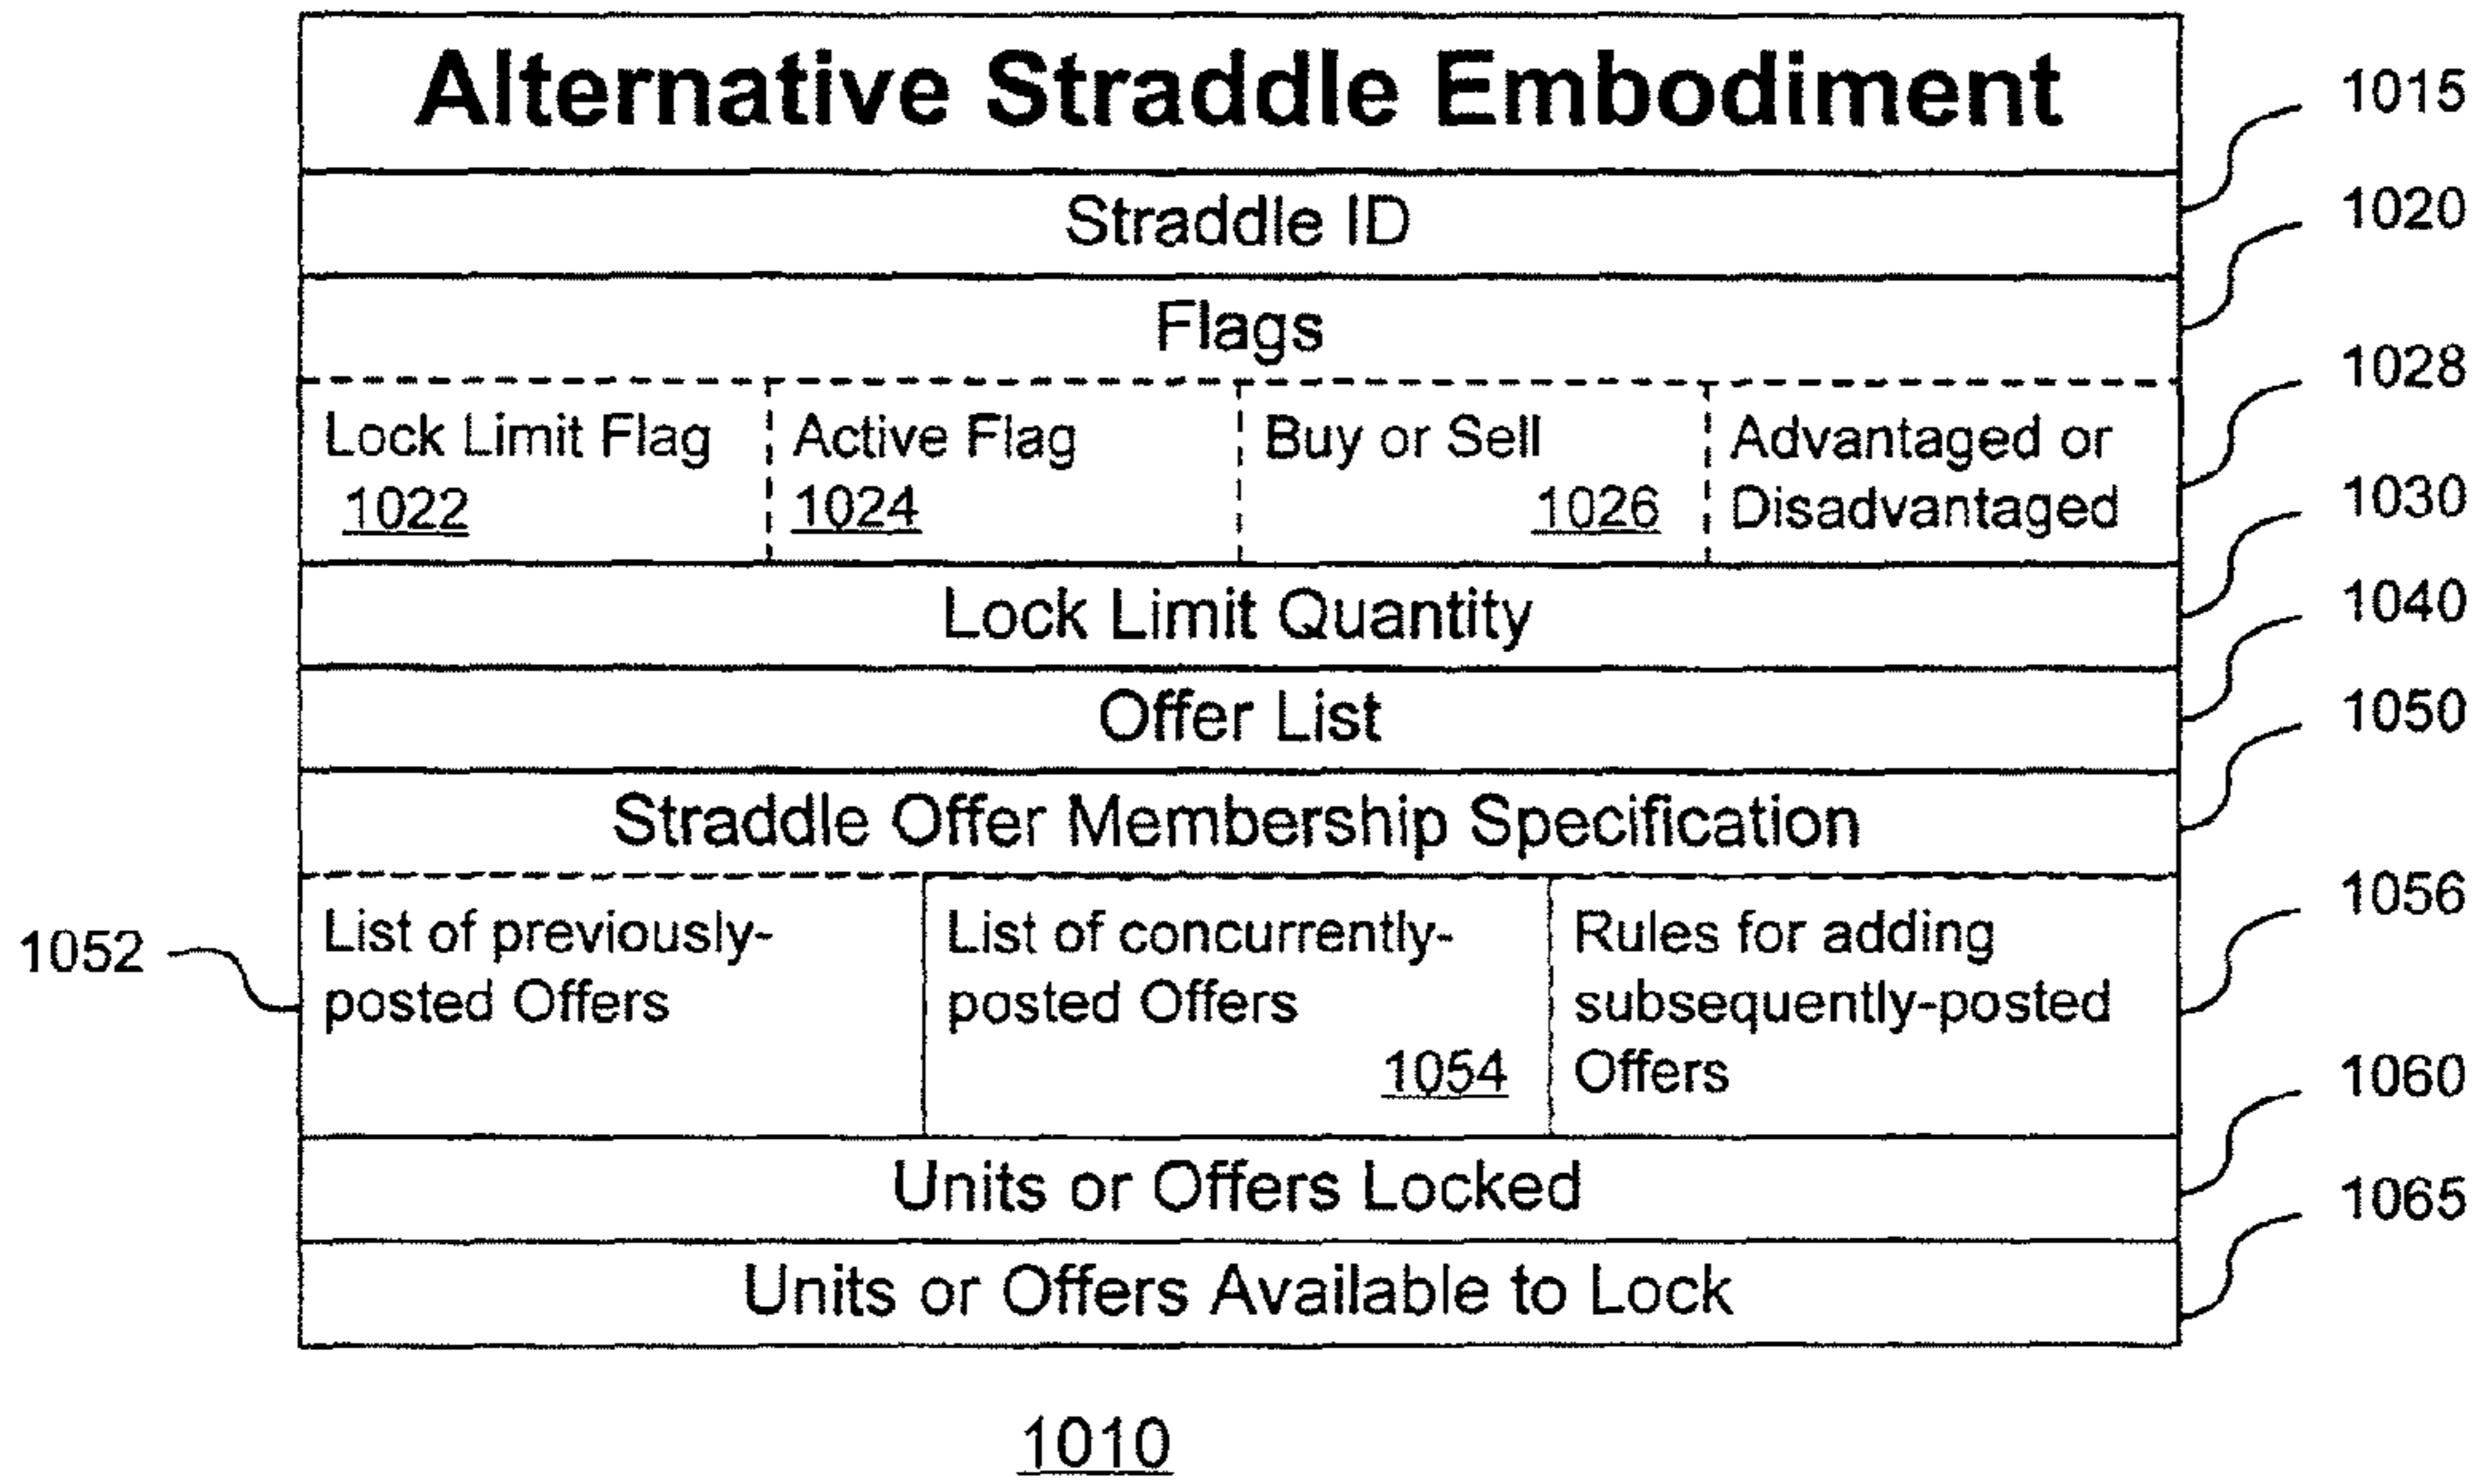 Alternative Straddle Embodiment
1015
Straddle ID
1020
Flags
1028
Lock Limit Flag
1022
Active Flag
1024
Buy or Sell
1026
Advantaged or
Disadvantaged
1030
Lock Limit Quantity
1040
Offer List
1050
Straddle Offer Membership Specification
1056
1052
List of previously-
posted Offers
List of concurrently-
posted Offers
1054
Rules for adding
subsequently-posted
Offers
1060
Units or Offers Locked
1065
Units or Offers Available to Lock
1010